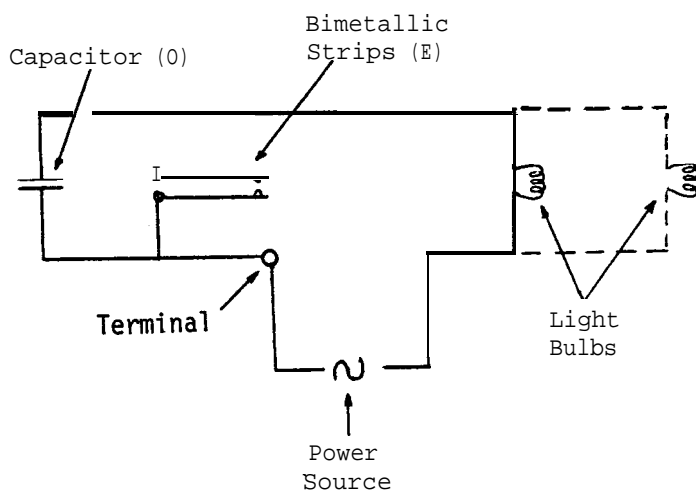 Bimetallic
Strips (E)
Capacitor (0)
Terminal
Light
Bulbs
Power
Source